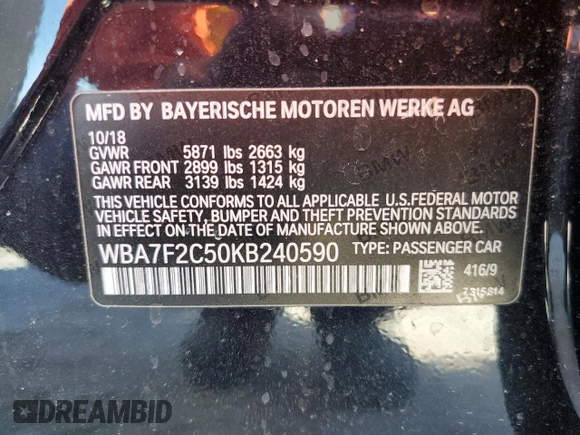 MFD BY BAYERISCHE MOTOREN WERKE AG
10/18
GVWR 5871 lbs 2663 kg
GAWR FRONT 2899 lbs 1315 kg
GAWR REAR 3139 lbs 1424 kg
THIS VEHICLE CONFORMS TO ALL APPLICABLE U.S.FEDERAL MOTOR
VEHICLE SAFETY, BUMPER AND THEFT PREVENTION STANDARDS
IN EFFECT ON THE DATE OF MANUFACTURE SHOWN ABOVE.
WBA7F2C50KB240590 TYPE: PASSENGER CAR
416/9
7315814
DREAMBID